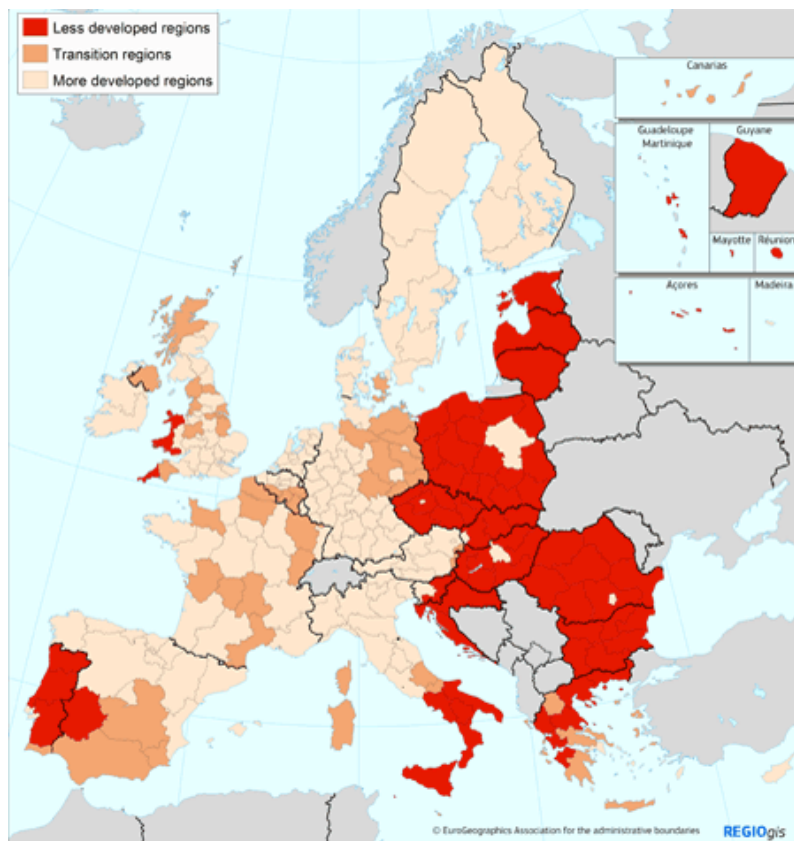 Less developed regions
Transition regions
More developed regions
Canarias
Guadeloupe
Martinique
Guyane
Mayotte
Réunion
Açores
Madeira
© EuroGeographics Association for the administrative boundaries
REGIOgis